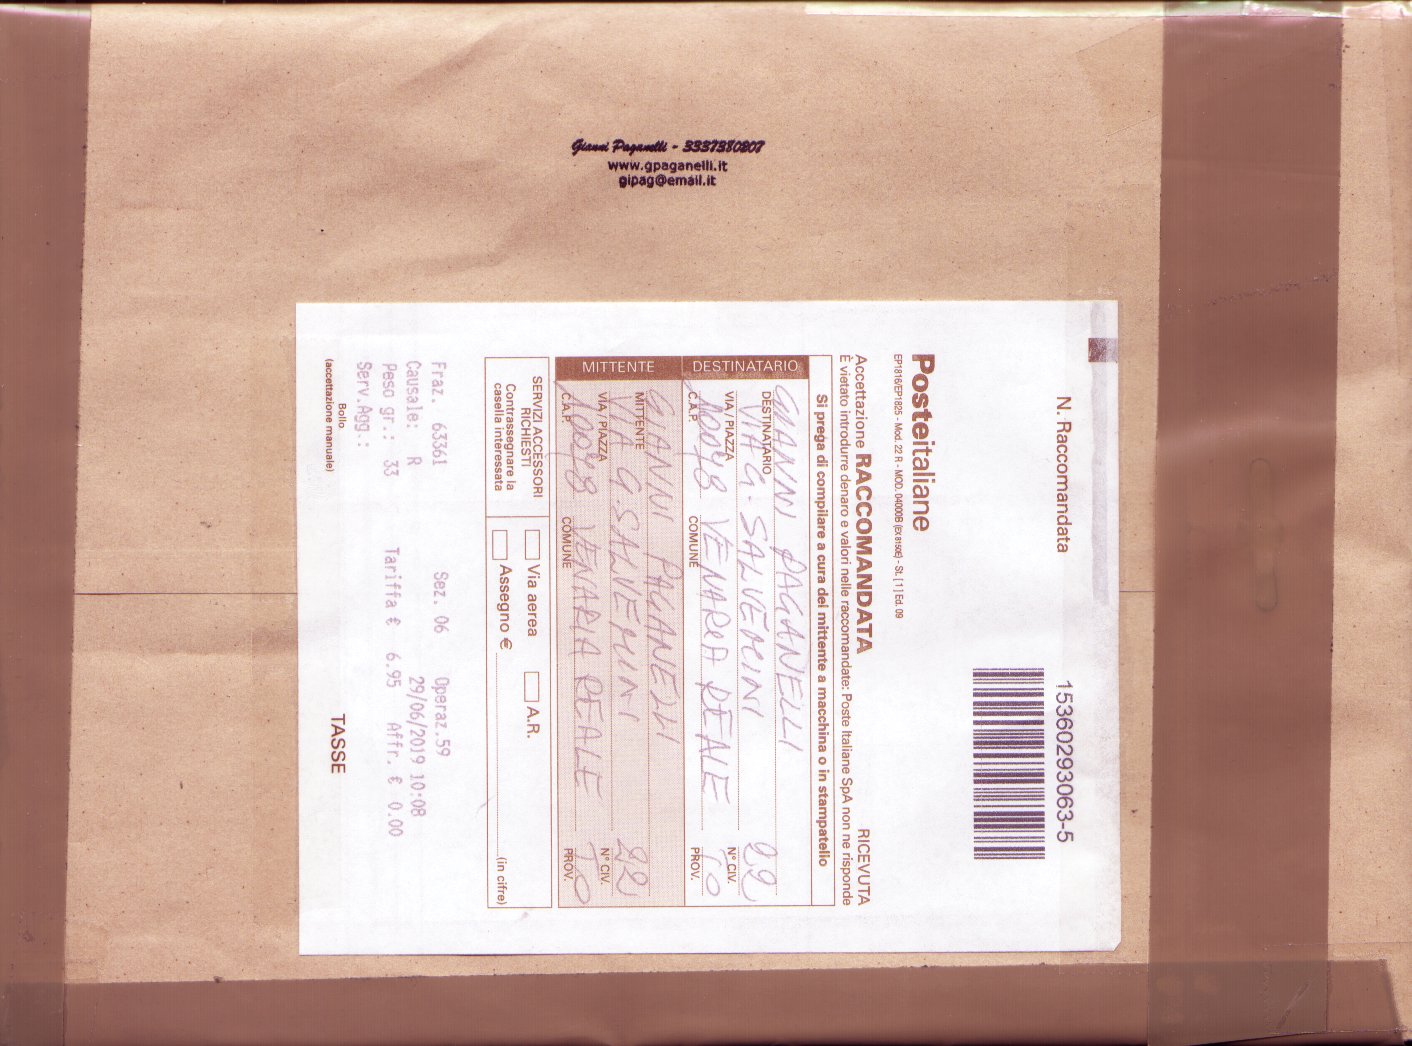 Gianni Paganelli - 3337380207
www.gpaganelli.it
gipag@email.it
N. Raccomandata 15360293063-5
Posteitaliane
EP1816/EP1825 - Mod. 22 R - MOD. 04000B (EX 8150E) - St. [1] Ed. 09
Accettazione RACCOMANDATA RICEVUTA
È vietato introdurre denaro e valori nelle raccomandate: Poste Italiane SpA non ne risponde
Si prega di compilare a cura del mittente a macchina o in stampatello
DESTINATARIO
GIANNI PAGANELLI
DESTINATARIO
VIA G. SALVEMINI 22
VIA / PIAZZA N° CIV.
10078 VENARIA REALE TO
C.A.P. COMUNE PROV.
MITTENTE
GIANNI PAGANELLI
MITTENTE
VIA G. SALVEMINI 22
VIA / PIAZZA N° CIV.
10078 VENARIA REALE TO
C.A.P. COMUNE PROV.
SERVIZI ACCESSORI
RICHIESTI
Contrassegnare la
casella interessata
Via aerea A.R.
Assegno € (in cifre)
Fraz. 63361 Sez. 06 Operaz.59
Causale: R 29/06/2019 10:08
Peso gr.: 33 Tariffa € 6.95 Affr. € 0.00
Serv.Agg.:
Bollo
(accettazione manuale)
TASSE